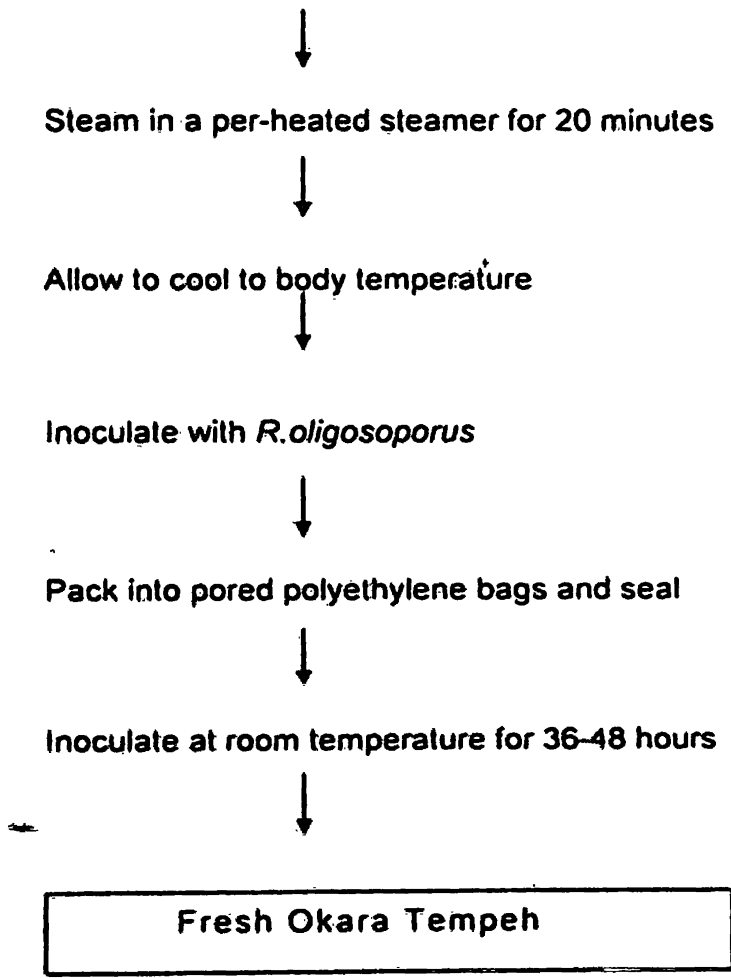 Steam in a per-heated steamer for 20 minutes
Allow to cool to body temperature
Inoculate with R.oligosoporus
Pack into pored polyethylene bags and seal
Inoculate at room temperature for 36-48 hours
Fresh Okara Tempeh